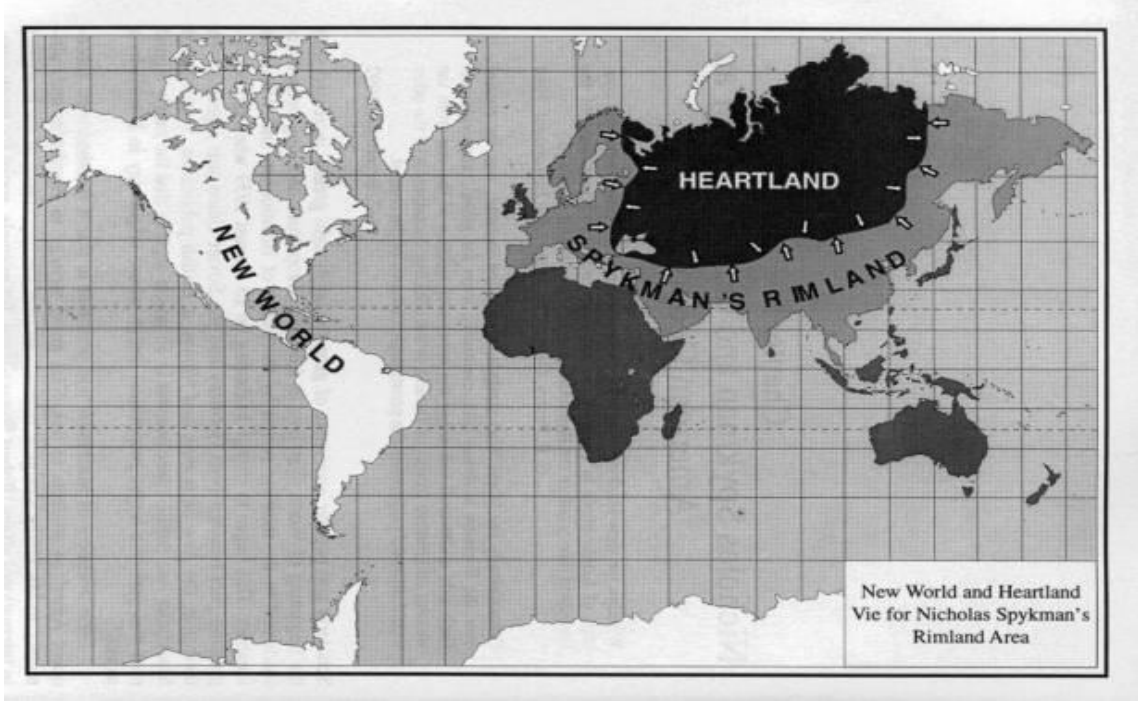 HEARTLAND
NEW WORLD
SPYKMAN'S RIMLAND
New World and Heartland
Vie for Nicholas Spykman's
Rimland Area